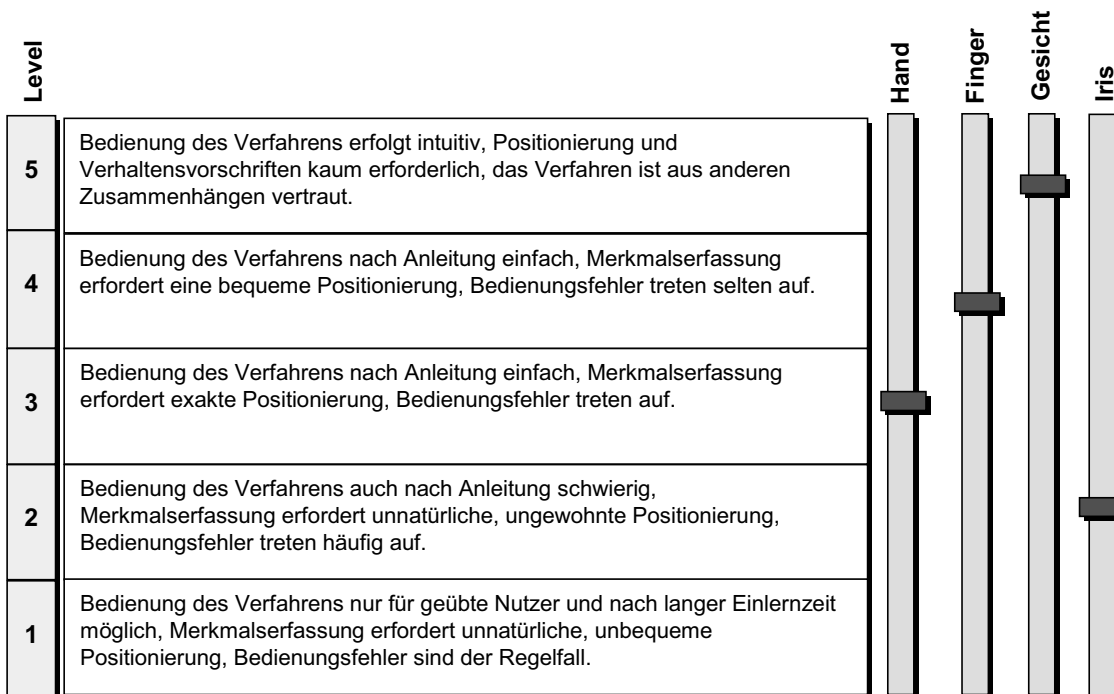 Level
Hand
Finger
Gesicht
Iris
5
Bedienung des Verfahrens erfolgt intuitiv, Positionierung und
Verhaltensvorschriften kaum erforderlich, das Verfahren ist aus anderen
Zusammenhängen vertraut.
4
Bedienung des Verfahrens nach Anleitung einfach, Merkmalserfassung
erfordert eine bequeme Positionierung, Bedienungsfehler treten selten auf.
3
Bedienung des Verfahrens nach Anleitung einfach, Merkmalserfassung
erfordert exakte Positionierung, Bedienungsfehler treten auf.
2
Bedienung des Verfahrens auch nach Anleitung schwierig,
Merkmalserfassung erfordert unnatürliche, ungewohnte Positionierung,
Bedienungsfehler treten häufig auf.
1
Bedienung des Verfahrens nur für geübte Nutzer und nach langer Einlernzeit
möglich, Merkmalserfassung erfordert unnatürliche, unbequeme
Positionierung, Bedienungsfehler sind der Regelfall.